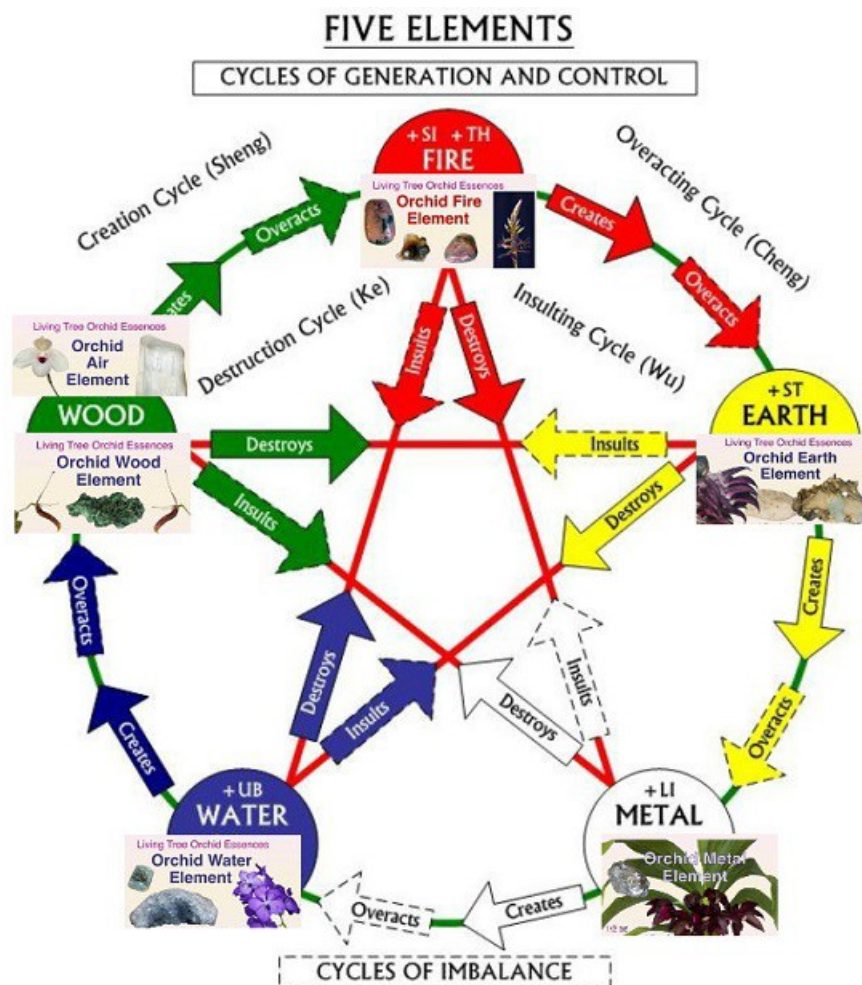 FIVE ELEMENTS
CYCLES OF GENERATION AND CONTROL
+ SI + TH
FIRE
Living Tree Orchid Essences
Orchid Fire
Element
Creation Cycle (Sheng)
Overacting Cycle (Cheng)
Overacts
Creates
Destruction Cycle (Ke)
Insulting Cycle (Wu)
Insults
Destroys
Overacts
Living Tree Orchid Essences
Orchid
Air
Element
WOOD
Living Tree Orchid Essences
Orchid Wood
Element
Destroys
Insults
Insults
Destroys
+ ST
EARTH
Living Tree Orchid Essences
Orchid Earth
Element
Overacts
Creates
Destroys
Insults
Destroys
Insults
Creates
Overacts
+ UB
WATER
Living Tree Orchid Essences
Orchid Water
Element
+ LI
METAL
Orchid Metal
Element
Overacts
Creates
CYCLES OF IMBALANCE